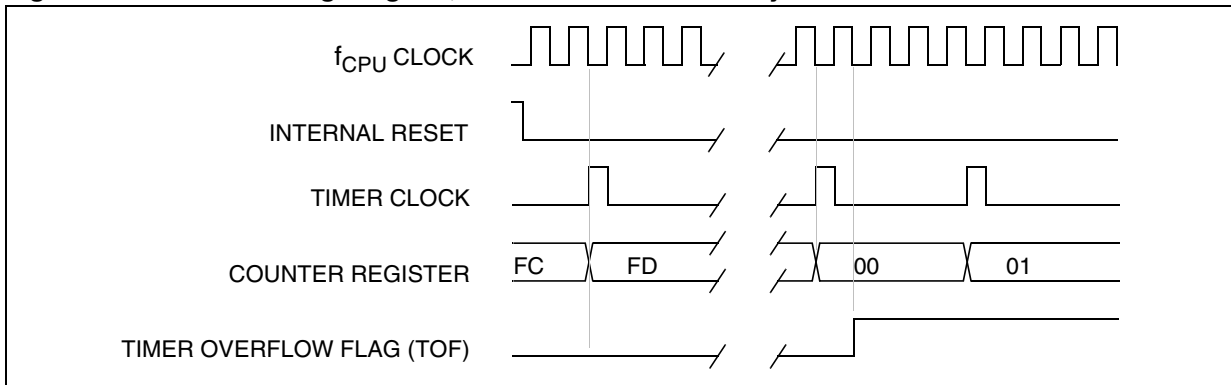 fCPU CLOCK
INTERNAL RESET
TIMER CLOCK
COUNTER REGISTER FC FD 00 01
TIMER OVERFLOW FLAG (TOF)